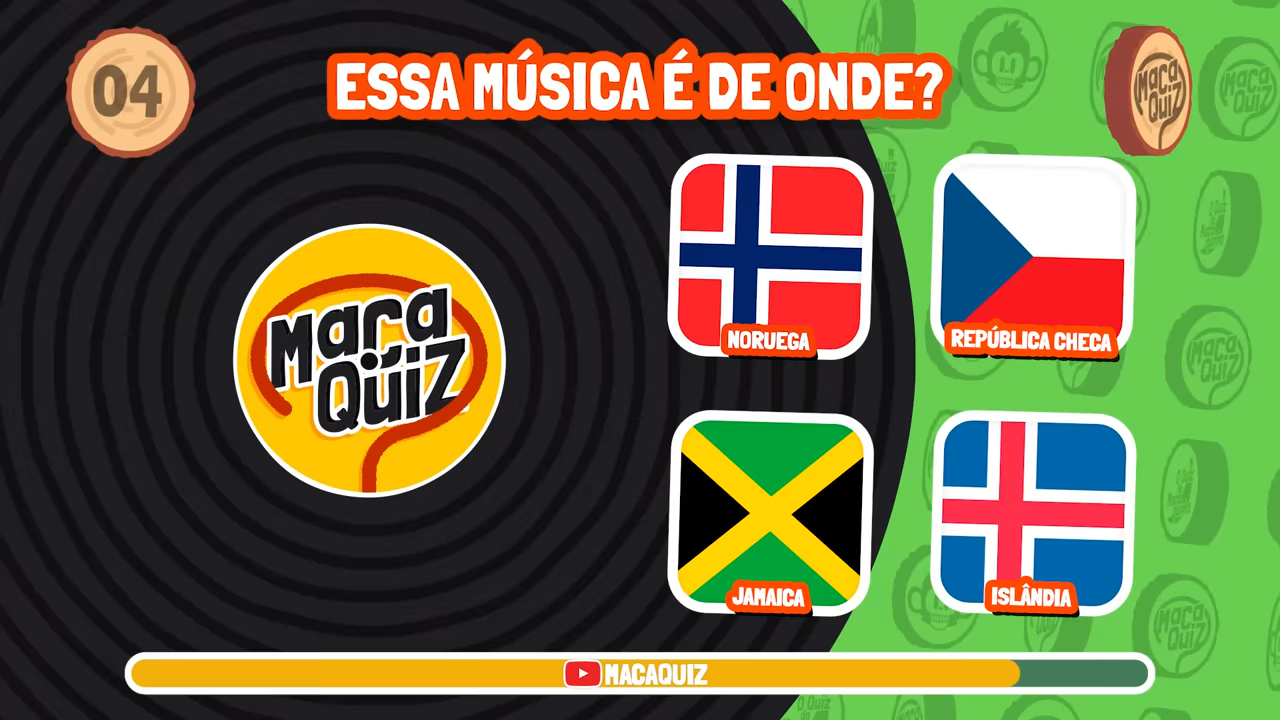 04
ESSA MÚSICA É DE ONDE?
Maca
Quiz
Maca
Quiz
NORUEGA
REPÚBLICA CHECA
JAMAICA
ISLÂNDIA
MACAQUIZ